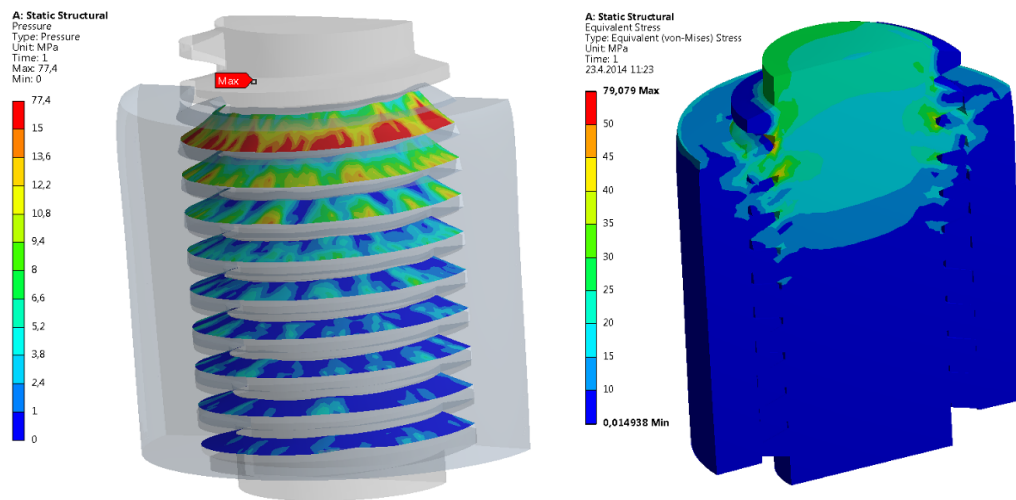 A: Static Structural
Pressure
Type: Pressure
Unit: MPa
Time: 1
Max: 77,4
Min: 0
77,4
15
13,6
12,2
10,8
9,4
8
6,6
5,2
3,8
2,4
1
0
Max
A: Static Structural
Equivalent Stress
Type: Equivalent (von-Mises) Stress
Unit: MPa
Time: 1
23.4.2014 11:23
79,079 Max
50
45
40
35
30
25
20
15
10
0,014938 Min